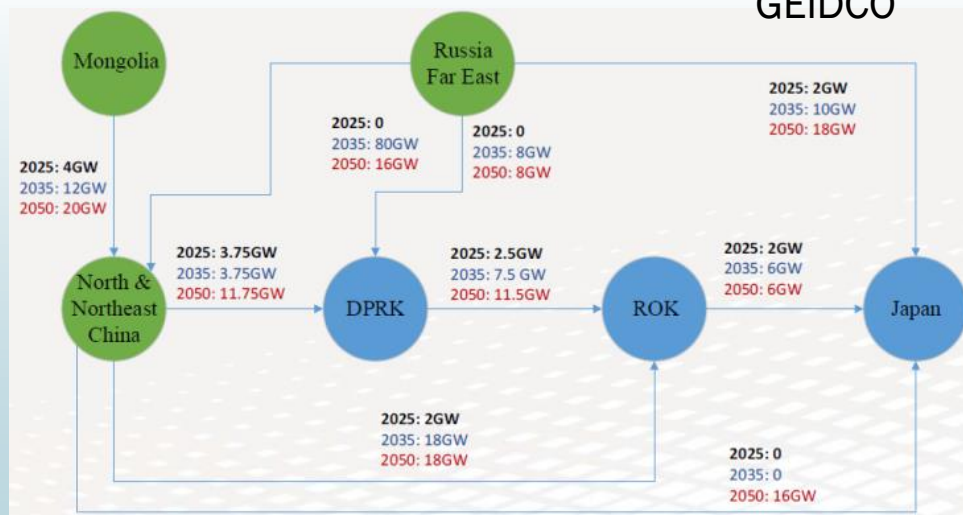 GEIDCO
Mongolia
Russia
Far East
2025: 2GW
2035: 10GW
2050: 18GW
2025: 0
2035: 80GW
2050: 16GW
2025: 0
2035: 8GW
2050: 8GW
2025: 4GW
2035: 12GW
2050: 20GW
2025: 3.75GW
2035: 3.75GW
2050: 11.75GW
2025: 2.5GW
2035: 7.5 GW
2050: 11.5GW
2025: 2GW
2035: 6GW
2050: 6GW
North &
Northeast
China
DPRK
ROK
Japan
2025: 2GW
2035: 18GW
2050: 18GW
2025: 0
2035: 0
2050: 16GW